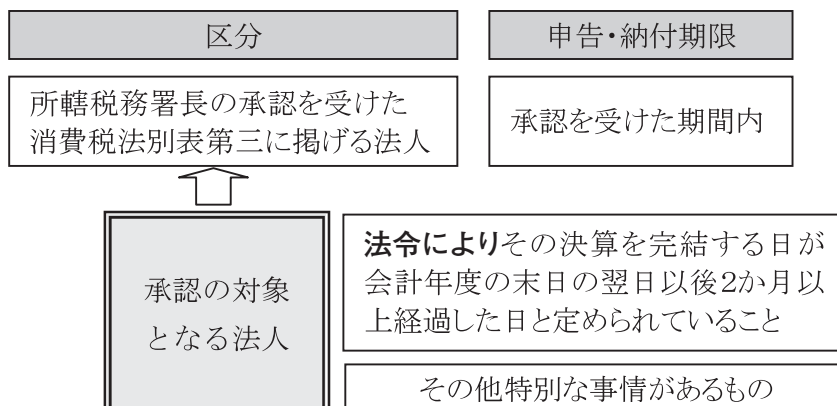 区分
申告・納付期限
所轄税務署長の承認を受けた
消費税法別表第三に掲げる法人
承認を受けた期間内
承認の対象
となる法人
法令によりその決算を完結する日が
会計年度の末日の翌日以後2か月以
上経過した日と定められていること
その他特別な事情があるもの